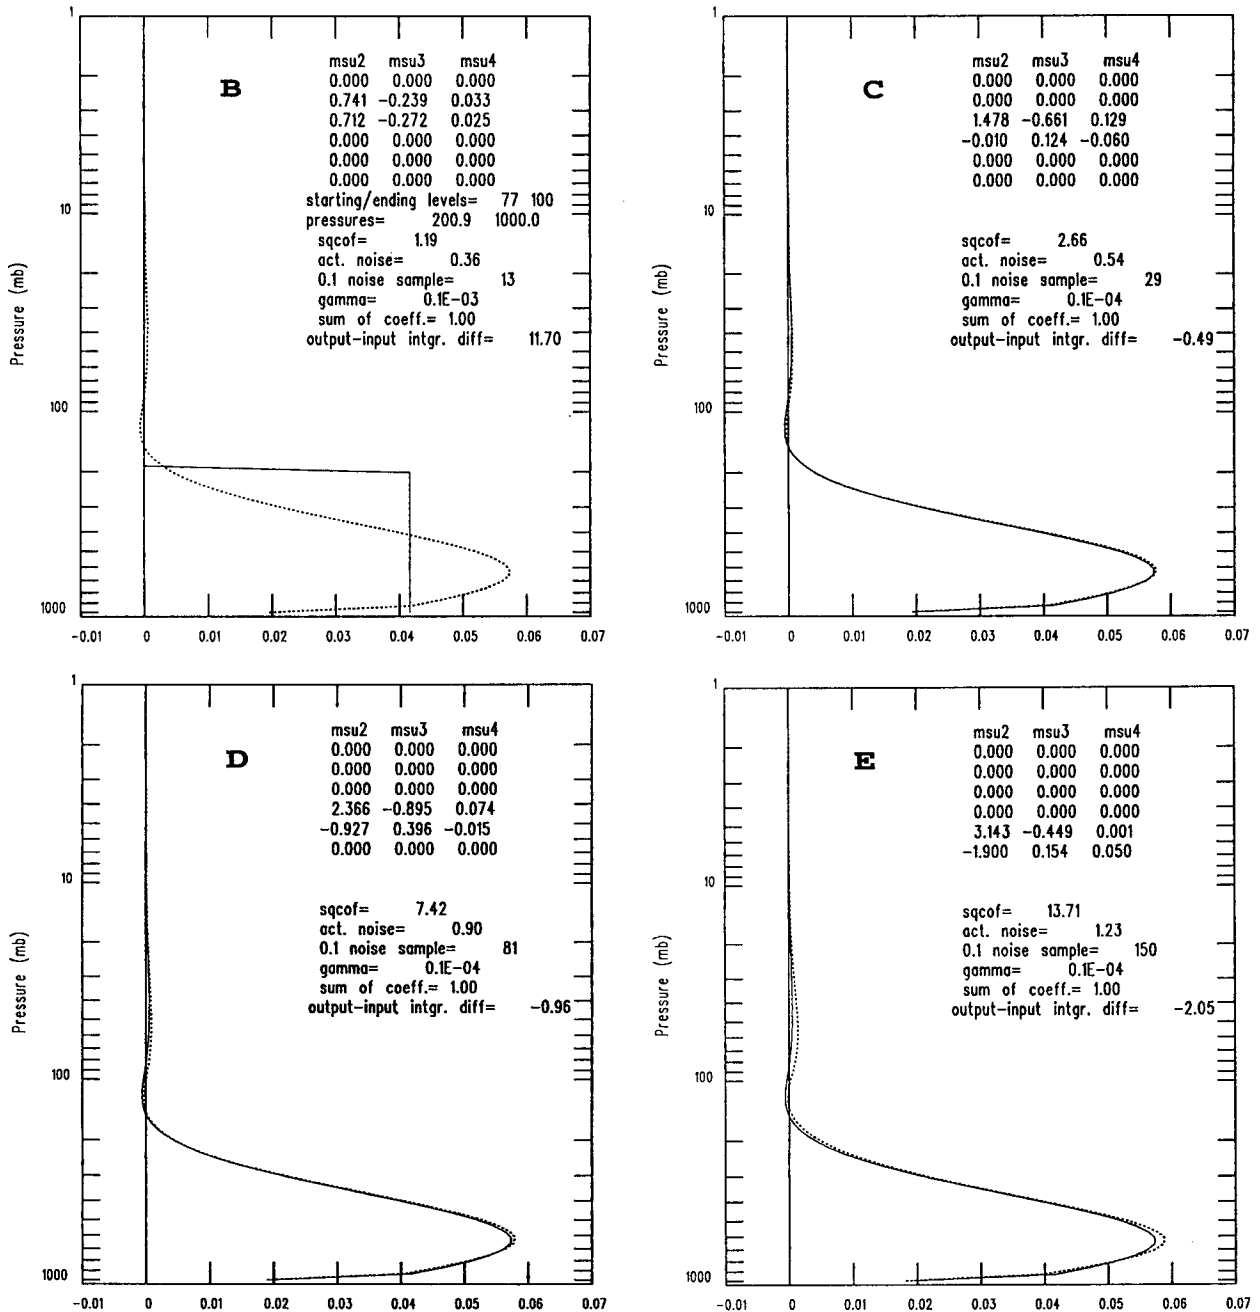 B
msu2 msu3 msu4
0.000 0.000 0.000
0.741 -0.239 0.033
0.712 -0.272 0.025
0.000 0.000 0.000
0.000 0.000 0.000
0.000 0.000 0.000
starting/ending levels= 77 100
pressures= 200.9 1000.0
sqcof= 1.19
act. noise= 0.36
0.1 noise sample= 13
gamma= 0.1E-03
sum of coeff.= 1.00
output-input intgr. diff= 11.70
Pressure (mb)
1
10
100
1000
-0.01 0 0.01 0.02 0.03 0.04 0.05 0.06 0.07
C
msu2 msu3 msu4
0.000 0.000 0.000
0.000 0.000 0.000
1.478 -0.661 0.129
-0.010 0.124 -0.060
0.000 0.000 0.000
0.000 0.000 0.000
sqcof= 2.66
act. noise= 0.54
0.1 noise sample= 29
gamma= 0.1E-04
sum of coeff.= 1.00
output-input intgr. diff= -0.49
Pressure (mb)
1
10
100
1000
-0.01 0 0.01 0.02 0.03 0.04 0.05 0.06 0.07
D
msu2 msu3 msu4
0.000 0.000 0.000
0.000 0.000 0.000
0.000 0.000 0.000
2.366 -0.895 0.074
-0.927 0.396 -0.015
0.000 0.000 0.000
sqcof= 7.42
act. noise= 0.90
0.1 noise sample= 81
gamma= 0.1E-04
sum of coeff.= 1.00
output-input intgr. diff= -0.96
Pressure (mb)
1
10
100
1000
-0.01 0 0.01 0.02 0.03 0.04 0.05 0.06 0.07
E
msu2 msu3 msu4
0.000 0.000 0.000
0.000 0.000 0.000
0.000 0.000 0.000
0.000 0.000 0.000
3.143 -0.449 0.001
-1.900 0.154 0.050
sqcof= 13.71
act. noise= 1.23
0.1 noise sample= 150
gamma= 0.1E-04
sum of coeff.= 1.00
output-input intgr. diff= -2.05
Pressure (mb)
1
10
100
1000
-0.01 0 0.01 0.02 0.03 0.04 0.05 0.06 0.07